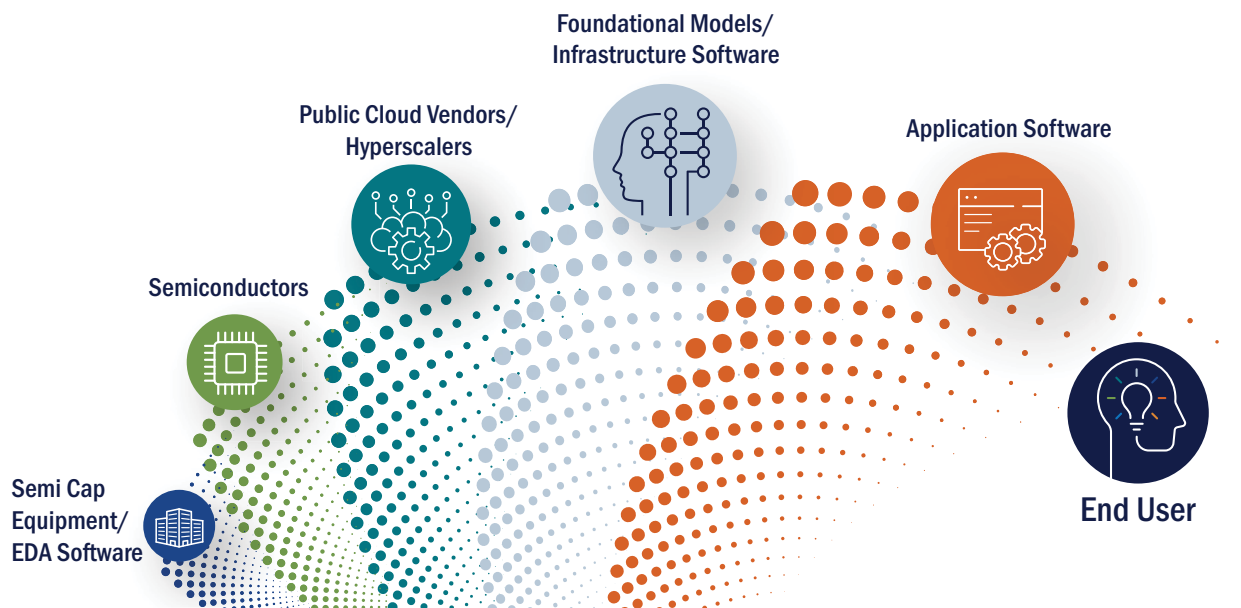 Foundational Models/
Infrastructure Software
Public Cloud Vendors/
Hyperscalers
Application Software
Semiconductors
Semi Cap
Equipment/
EDA Software
End User